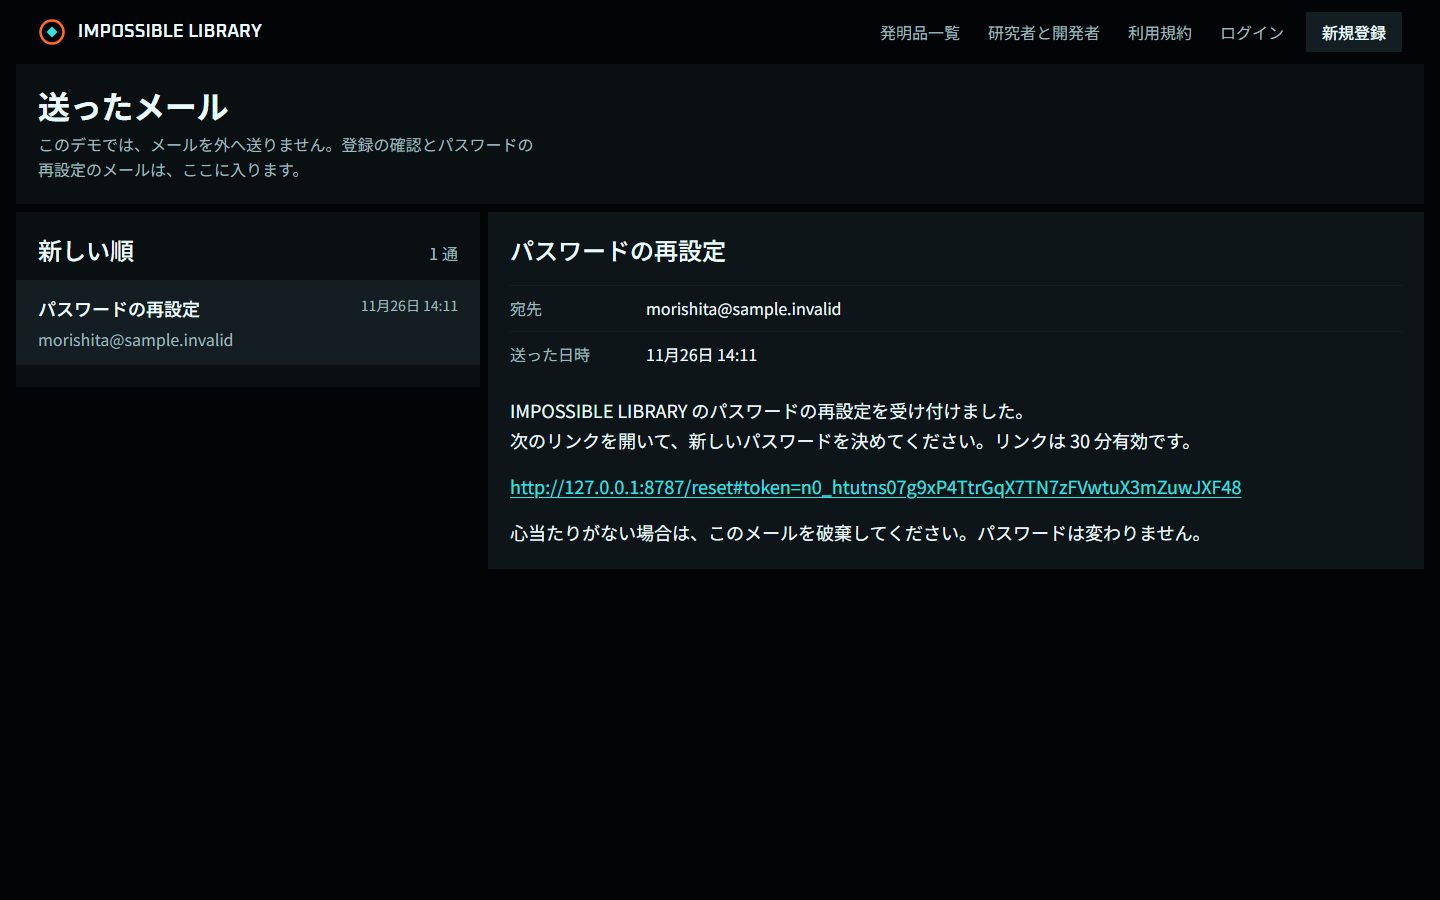 IMPOSSIBLE LIBRARY
発明品一覧
研究者と開発者
利用規約
ログイン
新規登録
送ったメール
このデモでは、メールを外へ送りません。登録の確認とパスワードの
再設定のメールは、ここに入ります。
新しい順
1 通
パスワードの再設定
11月26日 14:11
morishita@sample.invalid
パスワードの再設定
宛先
morishita@sample.invalid
送った日時
11月26日 14:11
IMPOSSIBLE LIBRARY のパスワードの再設定を受け付けました。
次のリンクを開いて、新しいパスワードを決めてください。リンクは 30 分有効です。
http://127.0.0.1:8787/reset#token=n0_htutns07g9xP4TtrGqX7TN7zFVwtuX3mZuwJXF48
心当たりがない場合は、このメールを破棄してください。パスワードは変わりません。